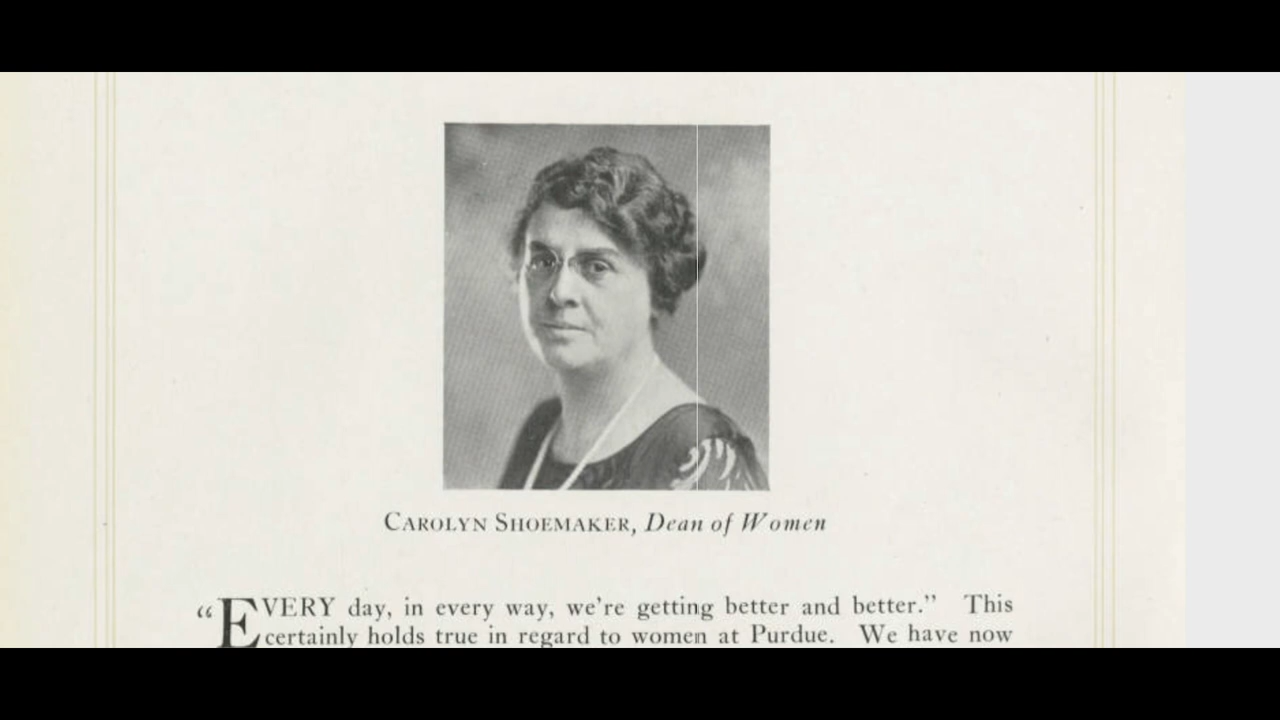 CAROLYN SHOEMAKER, Dean of Women
"EVERY day, in every way, we're getting better and better." This
certainly holds true in regard to women at Purdue. We have now